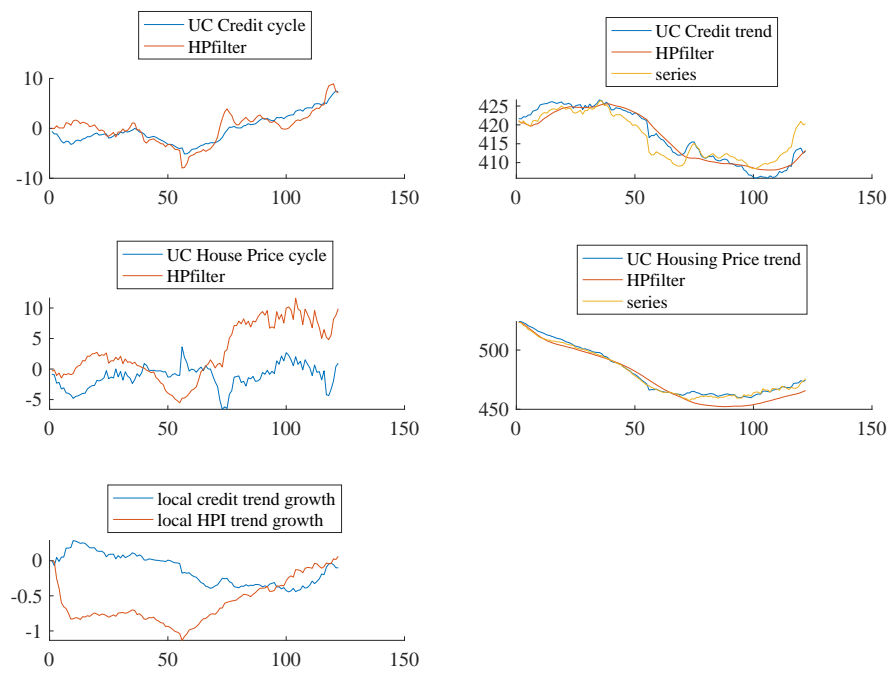 UC Credit cycle
HPfilter
10
0
-10
0
50
100
150
UC Credit trend
HPfilter
series
425
420
410
0
50
100
150
UC House Price cycle
HPfilter
10
5
0
-5
0
50
100
150
UC Housing Price trend
HPfilter
series
500
450
0
50
100
150
local credit trend growth
local HPI trend growth
0
-0.5
-1
0
50
100
150